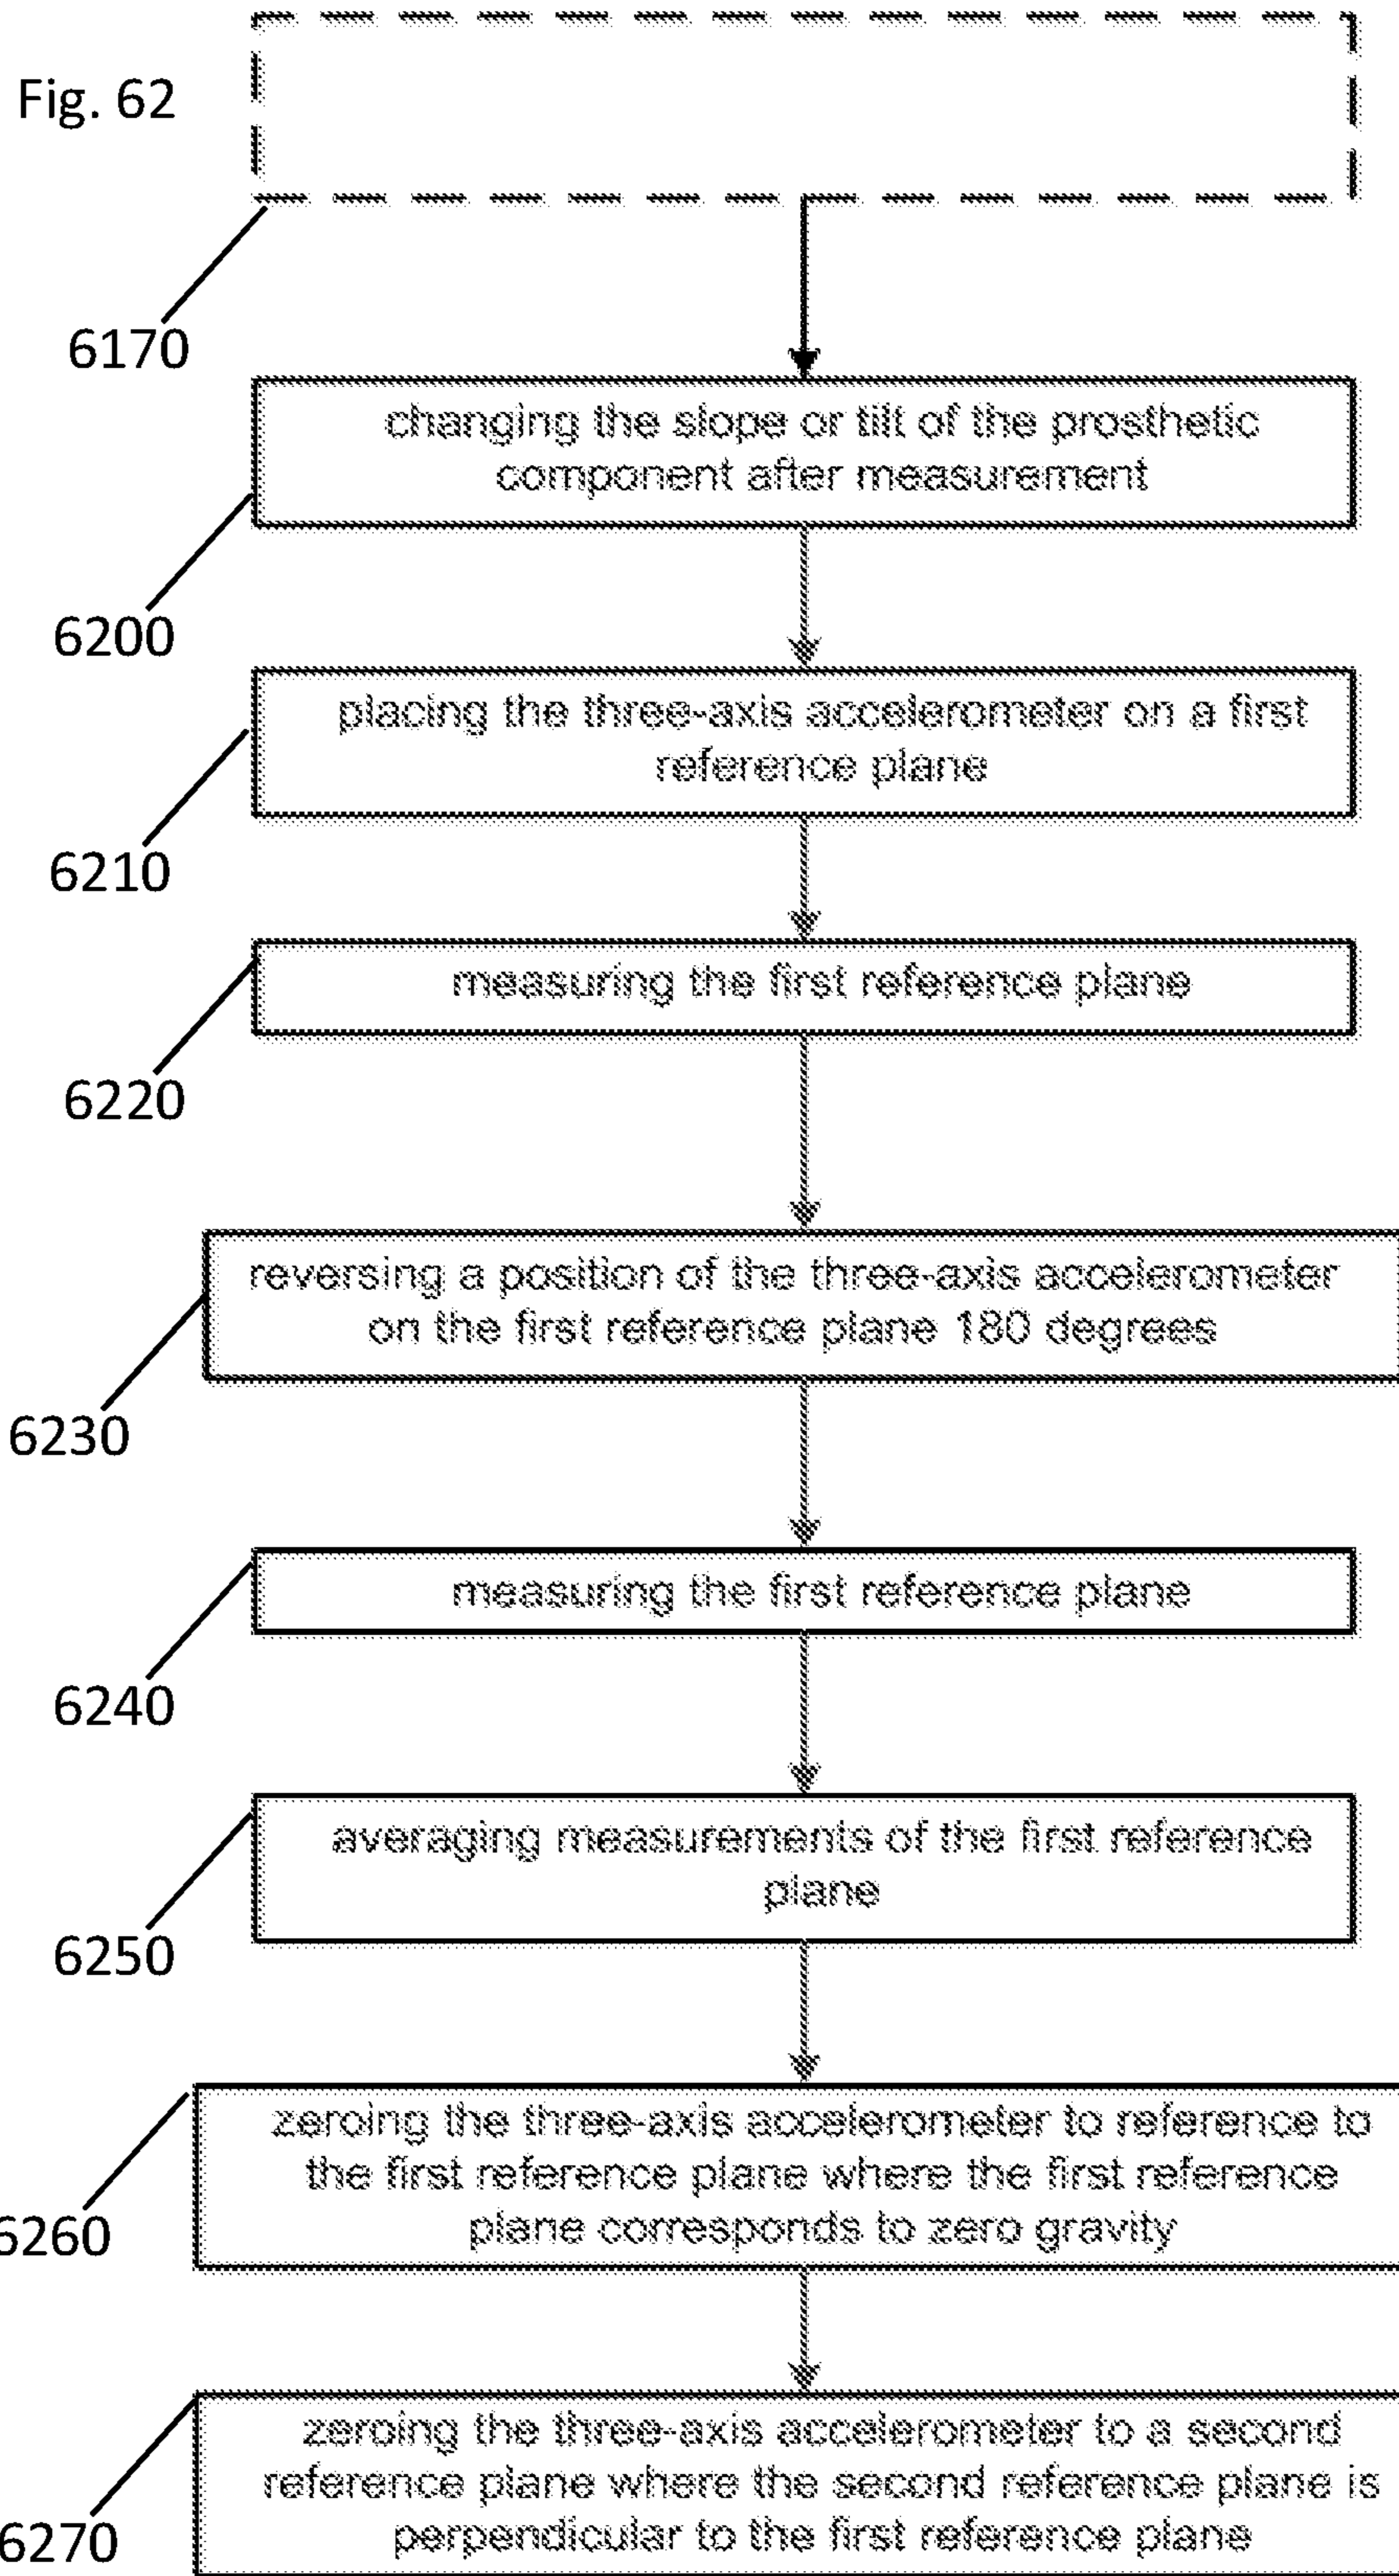 Fig. 62
6170
changing the slope or tilt of the prosthetic
component after measurement
6200
placing the three-axis accelerometer on a first
reference plane
6210
measuring the first reference plane
6220
reversing a position of the three-axis accelerometer
on the first reference plane 180 degrees
6230
measuring the first reference plane
6240
averaging measurements of the first reference
plane
6250
zeroing the three-axis accelerometer to reference to
the first reference plane where the first reference
plane corresponds to zero gravity
6260
zeroing the three-axis accelerometer to a second
reference plane where the second reference plane is
perpendicular to the first reference plane
6270